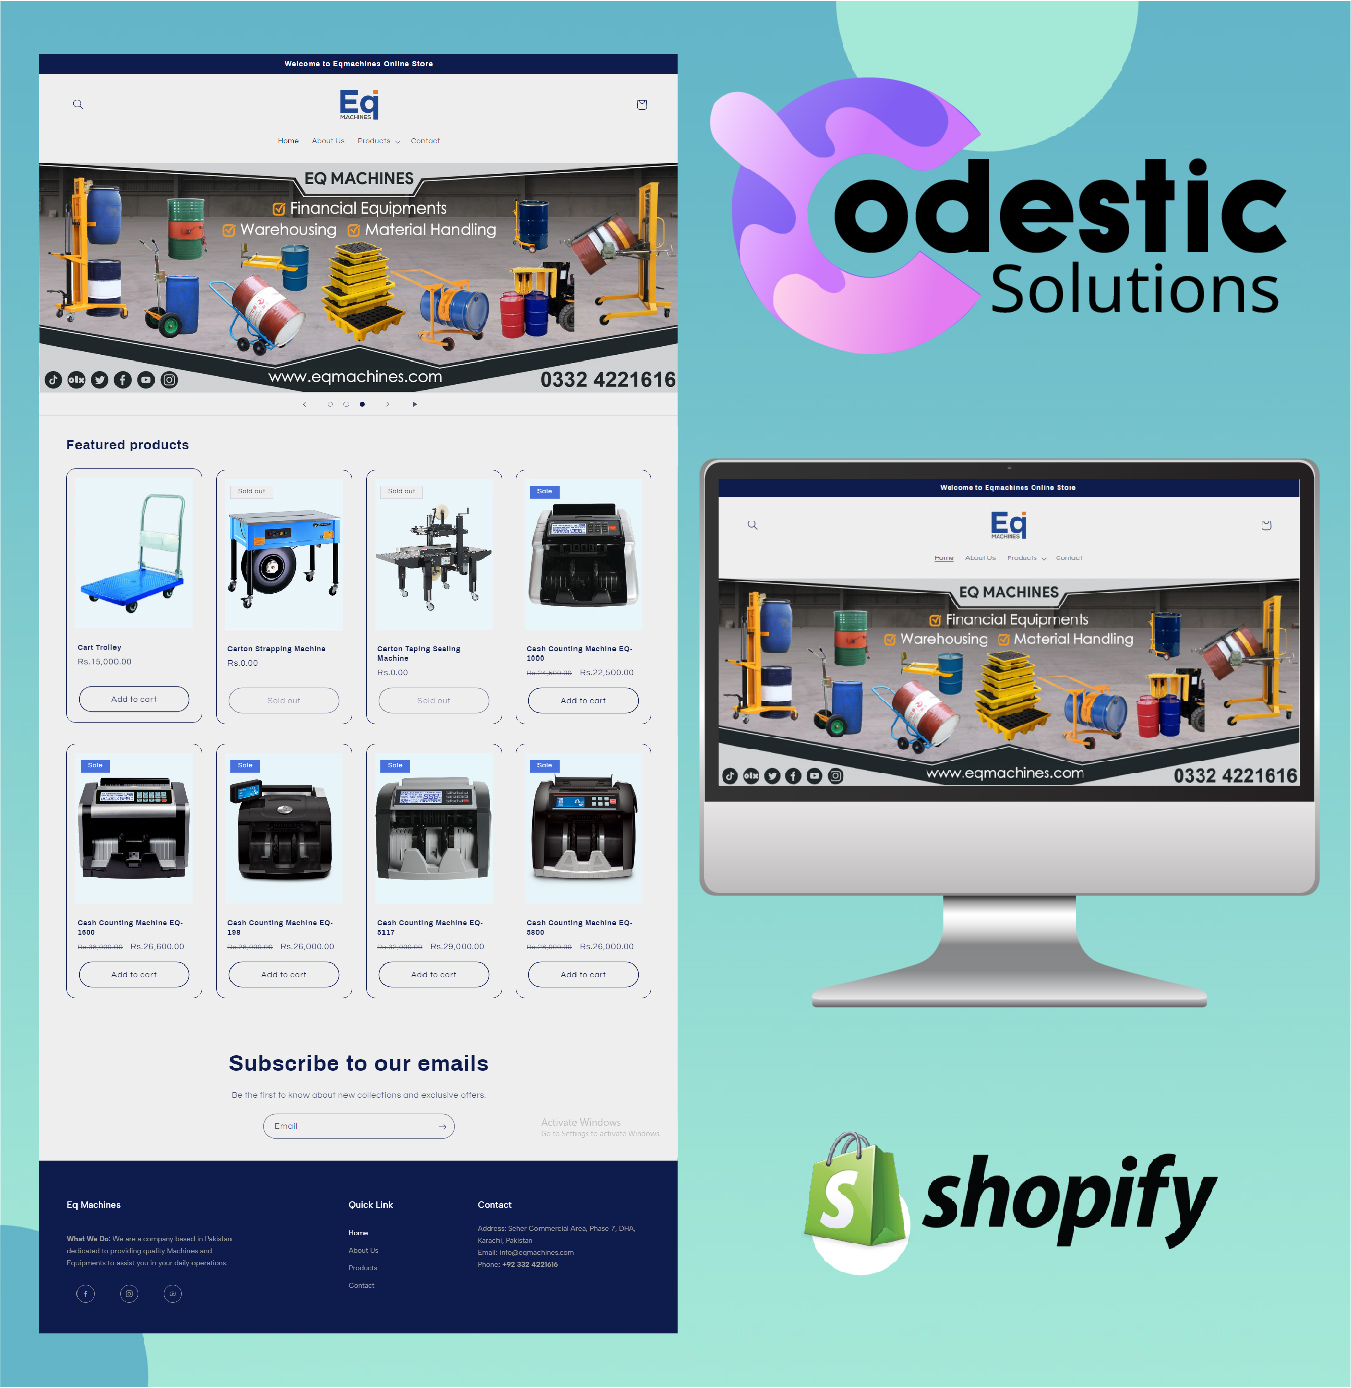 Welcome to Eqmachines Online Store
Eq
MACHINES
Home About Us Products Contact
EQ MACHINES
Financial Equipments
Warehousing Material Handling
olx
www.eqmachines.com
0332 4221616
Featured products
Cart Trolley
Rs.15,000.00
Add to cart
Sold out
Carton Strapping Machine
Rs.0.00
Sold out
Sold out
Carton Taping Sealing
Machine
Rs.0.00
Sold out
Sale
Cash Counting Machine EQ-
1000
Rs.22,500.00
Add to cart
Sale
Cash Counting Machine EQ-
1500
Rs.26,600.00
Add to cart
Sale
Cash Counting Machine EQ-
198
Rs.26,000.00
Add to cart
Sale
Cash Counting Machine EQ-
5117
Rs.32,000.00 Rs.29,000.00
Add to cart
Sale
Cash Counting Machine EQ-
5800
Rs.26,000.00
Add to cart
Subscribe to our emails
Be the first to know about new collections and exclusive offers.
Email
Activate Windows
Go to Settings to activate Windows.
Eq Machines
What We Do: We are a company based in Pakistan
dedicated to providing quality Machines and
Equipments to assist you in your daily operations
Quick Link
Home
About Us
Products
Contact
Contact
Address: Seher Commercial Area, Phase 7, DHA,
Karachi, Pakistan
Email: info@eqmachines.com
Phone: +92 332 4221616
Codestic
Solutions
Welcome to Eqmachines Online Store
Eq
MACHINES
Home About Us Products Contact
EQ MACHINES
Financial Equipments
Warehousing Material Handling
olx
www.eqmachines.com
0332 4221616
S
shopify